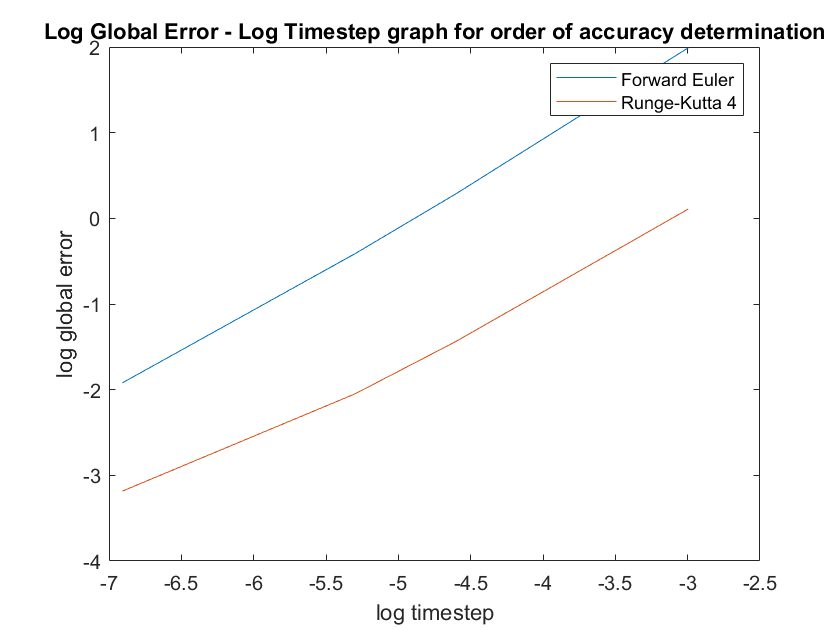 Log Global Error - Log Timestep graph for order of accuracy determination
2
1
0
-1
-2
-3
-4
log global error
Forward Euler
Runge-Kutta 4
-7 -6.5 -6 -5.5 -5 -4.5 -4 -3.5 -3 -2.5
log timestep